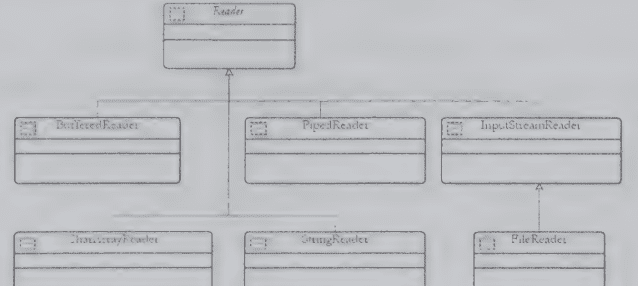 Reader
BufferedReader
PipedReader
InputStreamReader
CharArrayReader
StringReader
FileReader